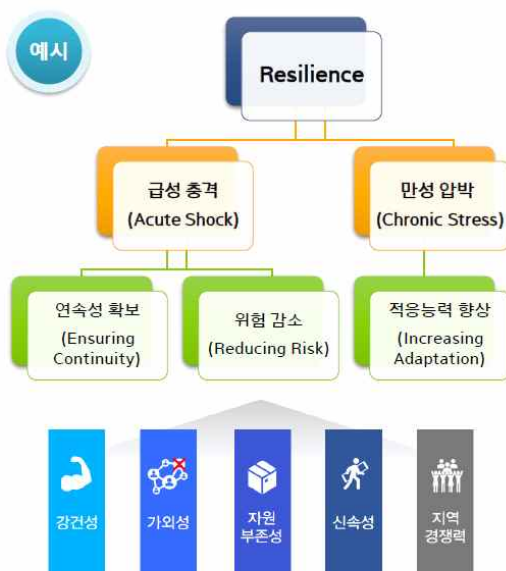 예시
Resilience
급성 충격
(Acute Shock)
만성 압박
(Chronic Stress)
연속성 확보
(Ensuring
Continuity)
위험 감소
(Reducing Risk)
적응능력 향상
(Increasing
Adaptation)
강건성
가외성
자원
부존성
신속성
지역
경쟁력